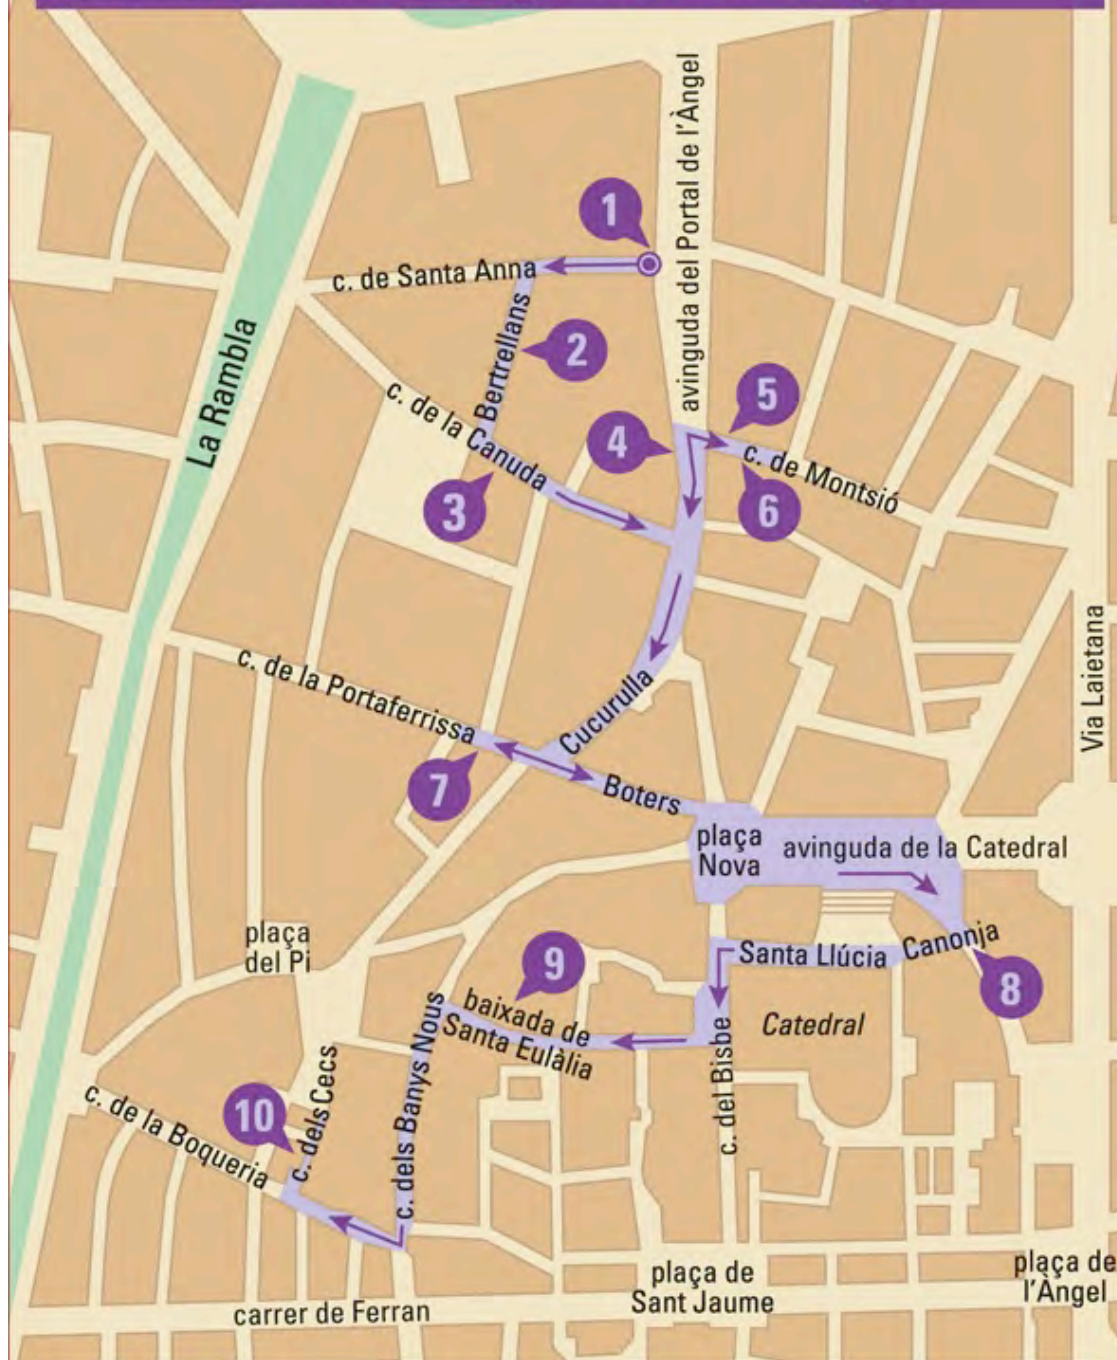 avinguda del Portal de l'Àngel
1
c. de Santa Anna
La Rambla
Bertrellans
2
c. de la Canuda
3
4
5
c. de Montsió
6
Via Laietana
c. de la Portaferrissa
Cucurulla
7
Boters
plaça
Nova
avinguda de la Catedral
plaça
del Pi
9
Santa Llúcia
Canonja
8
baixada de
Santa Eulàlia
Catedral
c. del Bisbe
c. dels Banys Nous
c. dels Cecs
10
c. de la Boqueria
plaça de
Sant Jaume
plaça de
l'Àngel
carrer de Ferran